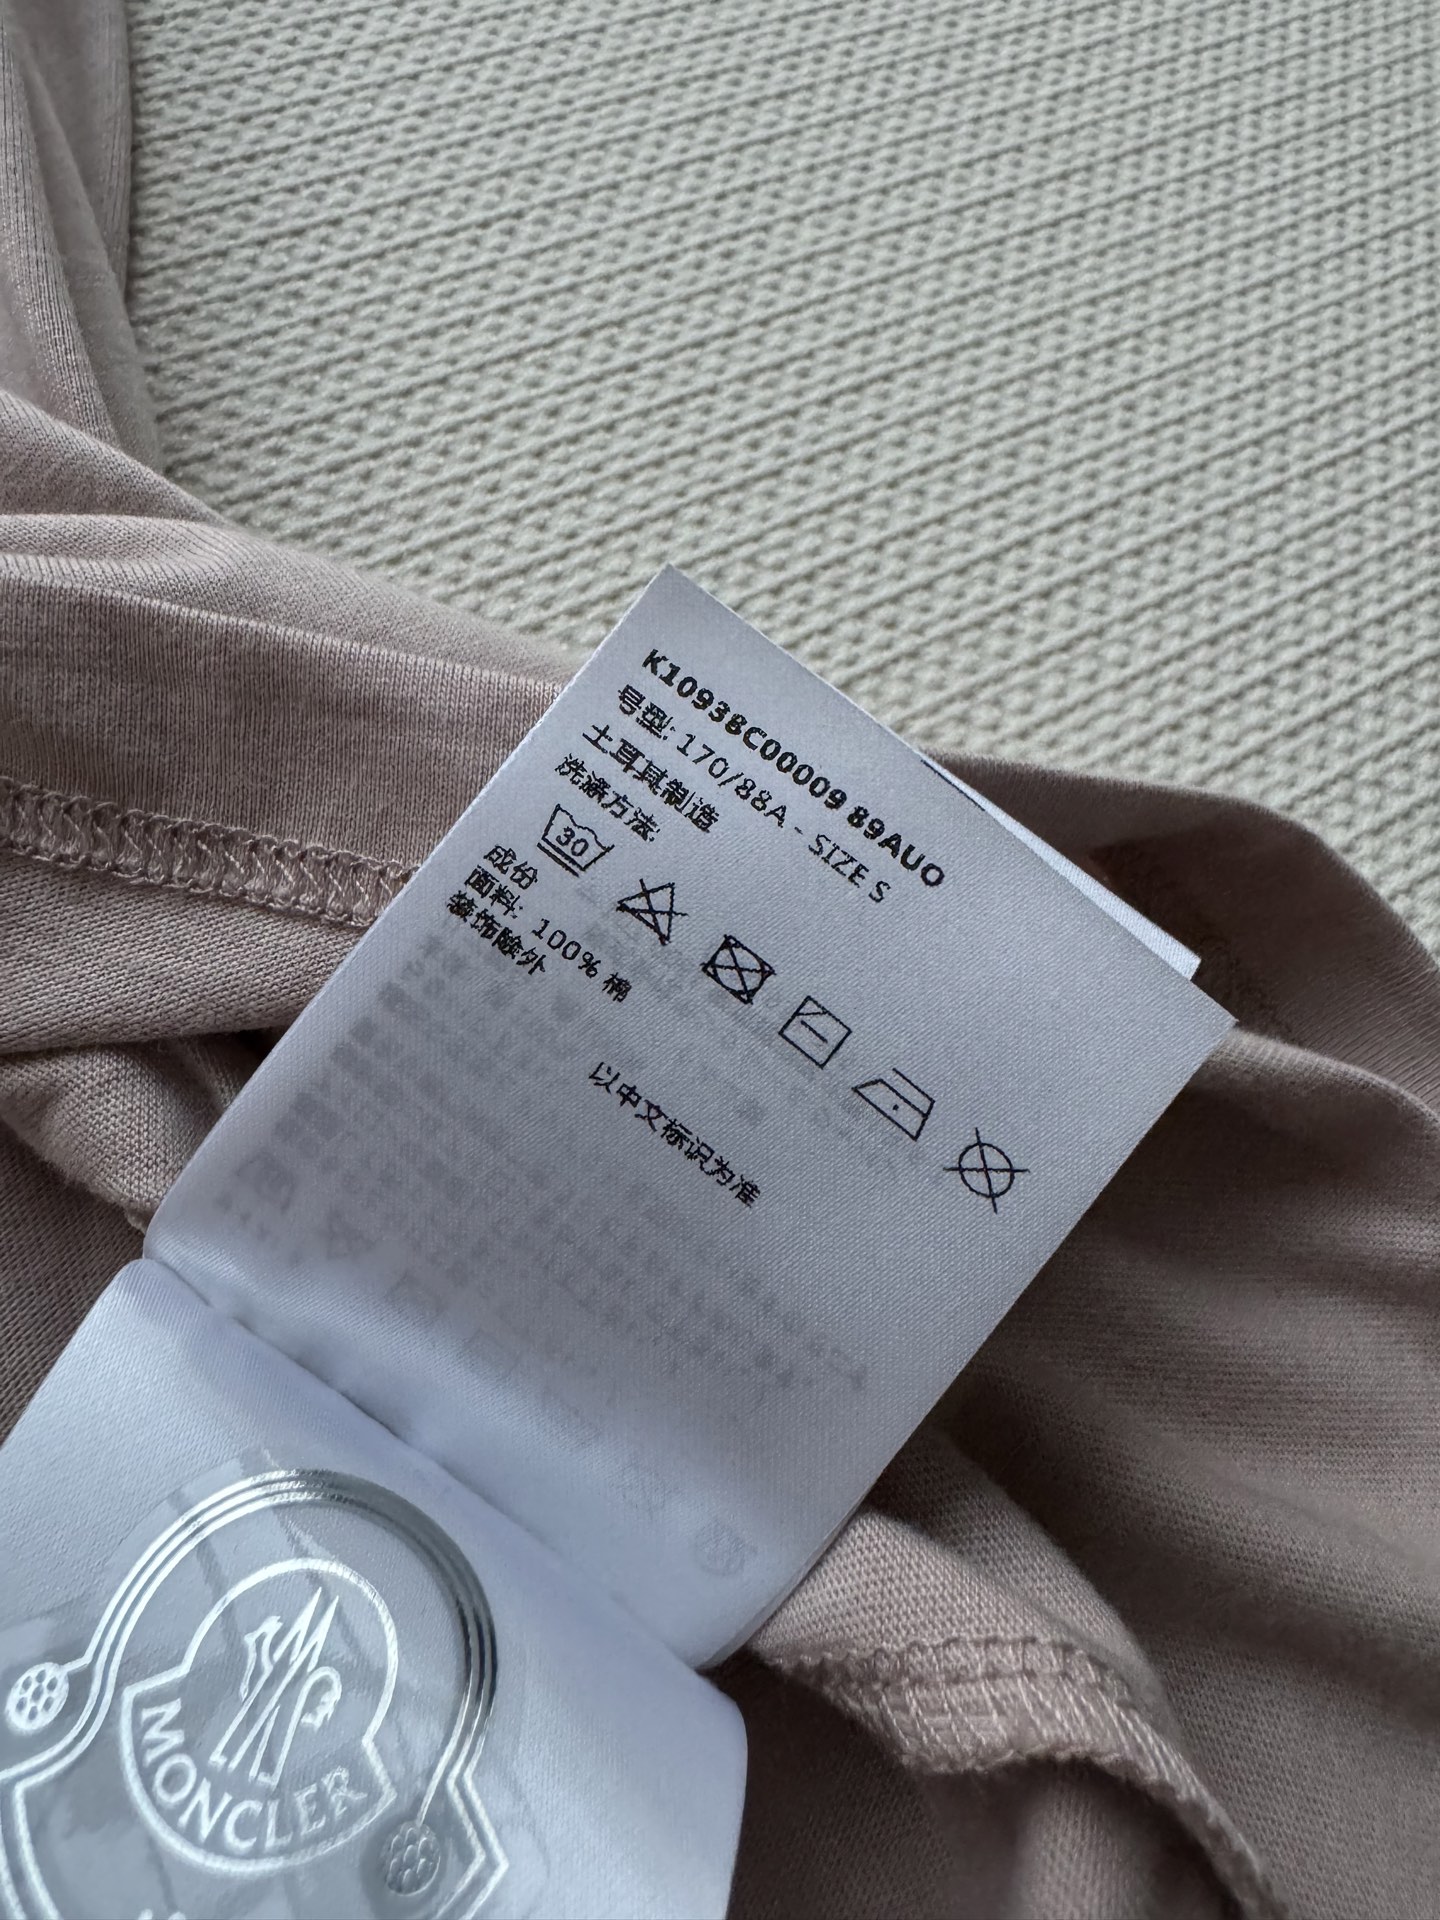 K10938C00009 89AUO
号型: 170/88A - SIZE S
土耳其制造
洗涤方法:
30
成份
面料: 100% 棉
装饰除外
以中文标识为准
MONCLER